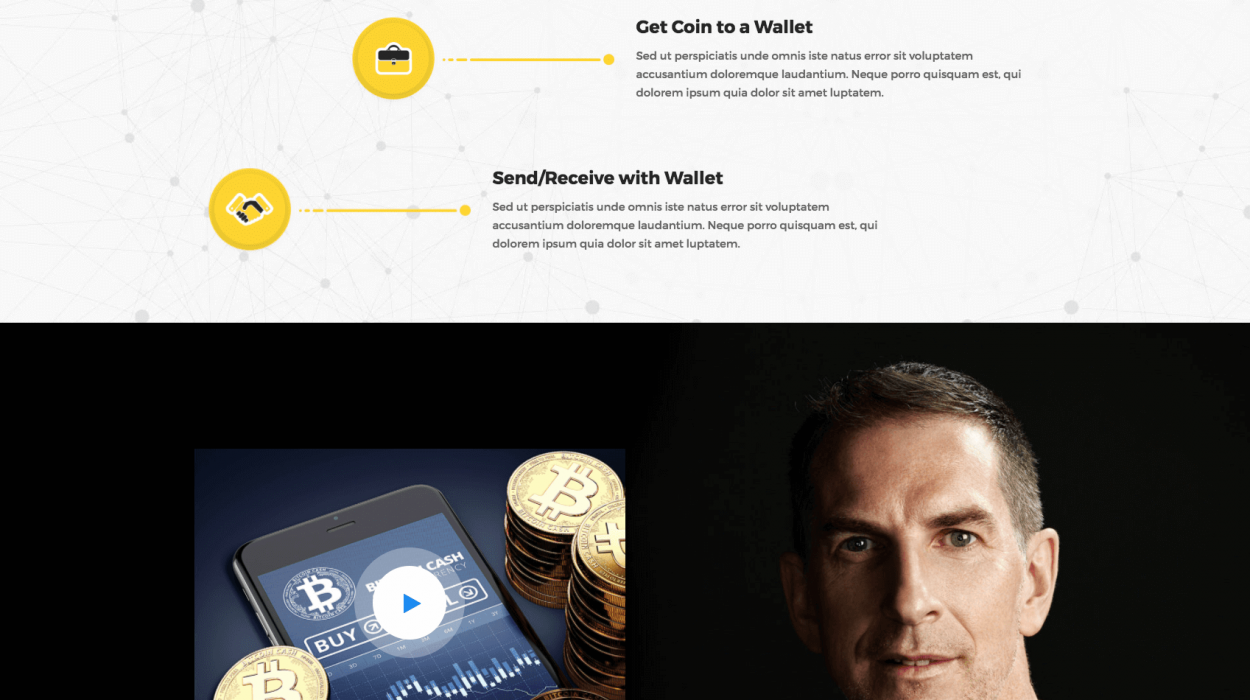 Get Coin to a Wallet
Sed ut perspiciatis unde omnis iste natus error sit voluptatem
accusantium doloremque laudantium. Neque porro quisquam est, qui
dolorem ipsum quia dolor sit amet luptatem.
Send/Receive with Wallet
Sed ut perspiciatis unde omnis iste natus error sit voluptatem
accusantium doloremque laudantium. Neque porro quisquam est, qui
dolorem ipsum quia dolor sit amet luptatem.
CASH
BUY